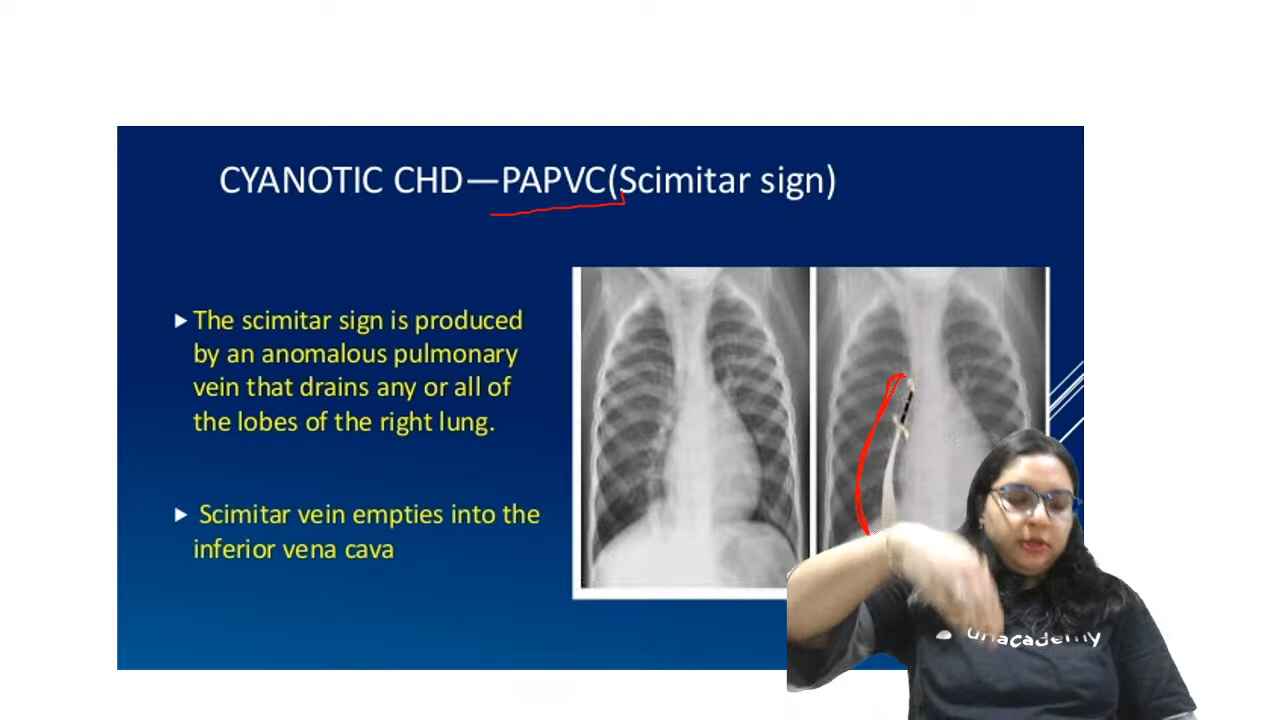 CYANOTIC CHD—PAPVC(Scimitar sign)
The scimitar sign is produced
by an anomalous pulmonary
vein that drains any or all of
the lobes of the right lung.
Scimitar vein empties into the
inferior vena cava
unacademy